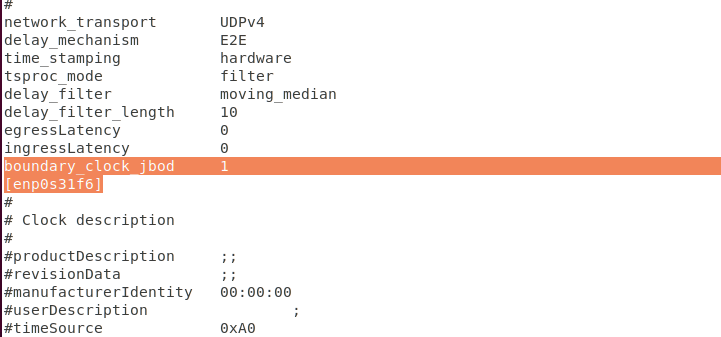 #
network_transport UDPv4
delay_mechanism E2E
time_stamping hardware
tsproc_mode filter
delay_filter moving_median
delay_filter_length 10
egressLatency 0
ingressLatency 0
boundary_clock_jbod 1
[enp0s31f6]
#
# Clock description
#
#productDescription ;;
#revisionData ;;
#manufacturerIdentity 00:00:00
#userDescription ;
#timeSource 0xA0